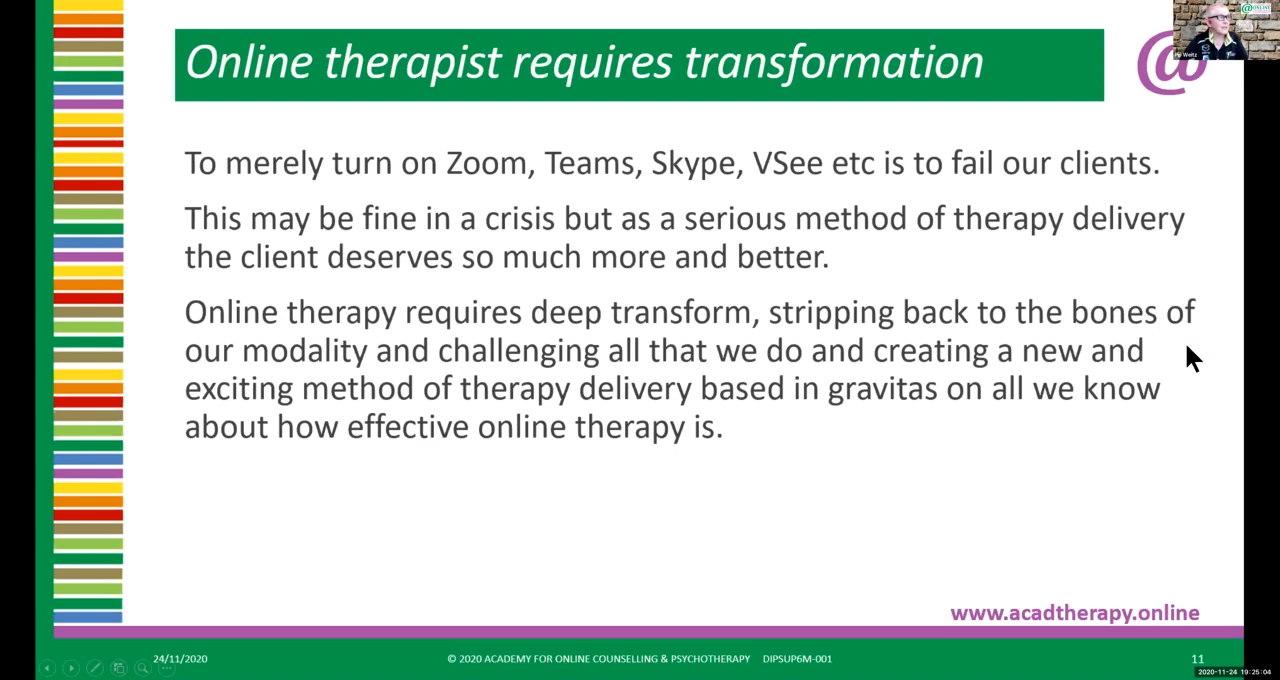 Online therapist requires transformation
@
@ONLINE
To merely turn on Zoom, Teams, Skype, VSee etc is to fail our clients.
This may be fine in a crisis but as a serious method of therapy delivery
the client deserves so much more and better.
Online therapy requires deep transform, stripping back to the bones of
our modality and challenging all that we do and creating a new and
exciting method of therapy delivery based in gravitas on all we know
about how effective online therapy is.
www.acadtherapy.online
24/11/2020
© 2020 ACADEMY FOR ONLINE COUNSELLING & PSYCHOTHERAPY DIPSUP6M-001
11
2020-11-24 19:25:04